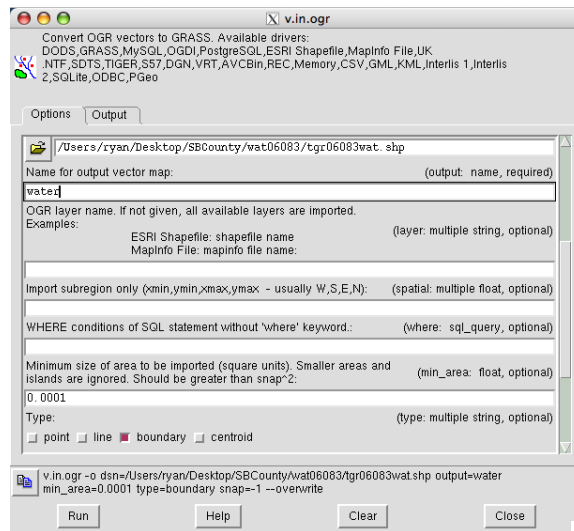 v.in.ogr
Convert OGR vectors to GRASS. Available drivers:
DODS,GRASS,MySQL,OGDI,PostgreSQL,ESRI Shapefile,MapInfo File,UK
.NTF,SDTS,TIGER,S57,DGN,VRT,AVCBin,REC,Memory,CSV,GML,KML,Interlis 1,Interlis
2,SQLite,ODBC,PGeo
Options Output
/Users/ryan/Desktop/SBCounty/wat06083/tgr06083wat.shp
Name for output vector map: (output: name, required)
water
OGR layer name. If not given, all available layers are imported.
Examples:
ESRI Shapefile: shapefile name (layer: multiple string, optional)
MapInfo File: mapinfo file name:
Import subregion only (xmin,ymin,xmax,ymax - usually W,S,E,N): (spatial: multiple float, optional)
WHERE conditions of SQL statement without 'where' keyword.: (where: sql_query, optional)
Minimum size of area to be imported (square units). Smaller areas and
islands are ignored. Should be greater than snap^2: (min_area: float, optional)
0.0001
Type: (type: multiple string, optional)
point line boundary centroid
v.in.ogr -o dsn=/Users/ryan/Desktop/SBCounty/wat06083/tgr06083wat.shp output=water
min_area=0.0001 type=boundary snap=-1 --overwrite
Run Help Clear Close